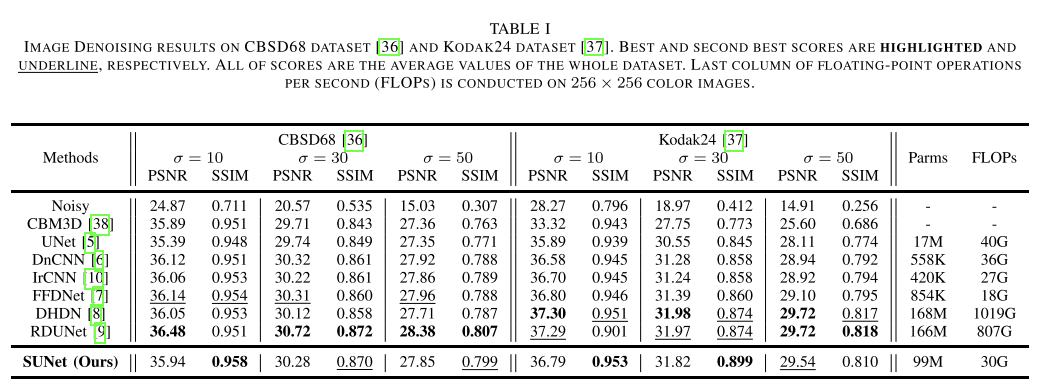 TABLE I
IMAGE DENOISING RESULTS ON CBSD68 DATASET [36] AND KODAK24 DATASET [37]. BEST AND SECOND BEST SCORES ARE HIGHLIGHTED AND
UNDERLINE, RESPECTIVELY. ALL OF SCORES ARE THE AVERAGE VALUES OF THE WHOLE DATASET. LAST COLUMN OF FLOATING-POINT OPERATIONS
PER SECOND (FLOPS) IS CONDUCTED ON 256 × 256 COLOR IMAGES.
CBSD68 [36] Kodak24 [37]
Methods σ = 10 σ = 30 σ = 50 σ = 10 σ = 30 σ = 50 Parms FLOPs
PSNR SSIM PSNR SSIM PSNR SSIM PSNR SSIM PSNR SSIM PSNR SSIM
Noisy 24.87 0.711 20.57 0.535 15.03 0.307 28.27 0.796 18.97 0.412 14.91 0.256 - -
CBM3D [38] 35.89 0.951 29.71 0.843 27.36 0.763 33.32 0.943 27.75 0.773 25.60 0.686 - -
UNet [5] 35.39 0.948 29.74 0.849 27.35 0.771 35.89 0.939 30.55 0.845 28.11 0.774 17M 40G
DnCNN [6] 36.12 0.951 30.32 0.861 27.92 0.788 36.58 0.945 31.28 0.858 28.94 0.792 558K 36G
IrCNN [10] 36.06 0.953 30.22 0.861 27.86 0.789 36.70 0.945 31.24 0.858 28.92 0.794 420K 27G
FFDNet [7] 36.14 0.954 30.31 0.860 27.96 0.788 36.80 0.946 31.39 0.860 29.10 0.795 854K 18G
DHDN [8] 36.05 0.953 30.12 0.858 27.71 0.787 37.30 0.951 31.98 0.874 29.72 0.817 168M 1019G
RDUNet [9] 36.48 0.951 30.72 0.872 28.38 0.807 37.29 0.901 31.97 0.874 29.72 0.818 166M 807G
SUNet (Ours) 35.94 0.958 30.28 0.870 27.85 0.799 36.79 0.953 31.82 0.899 29.54 0.810 99M 30G